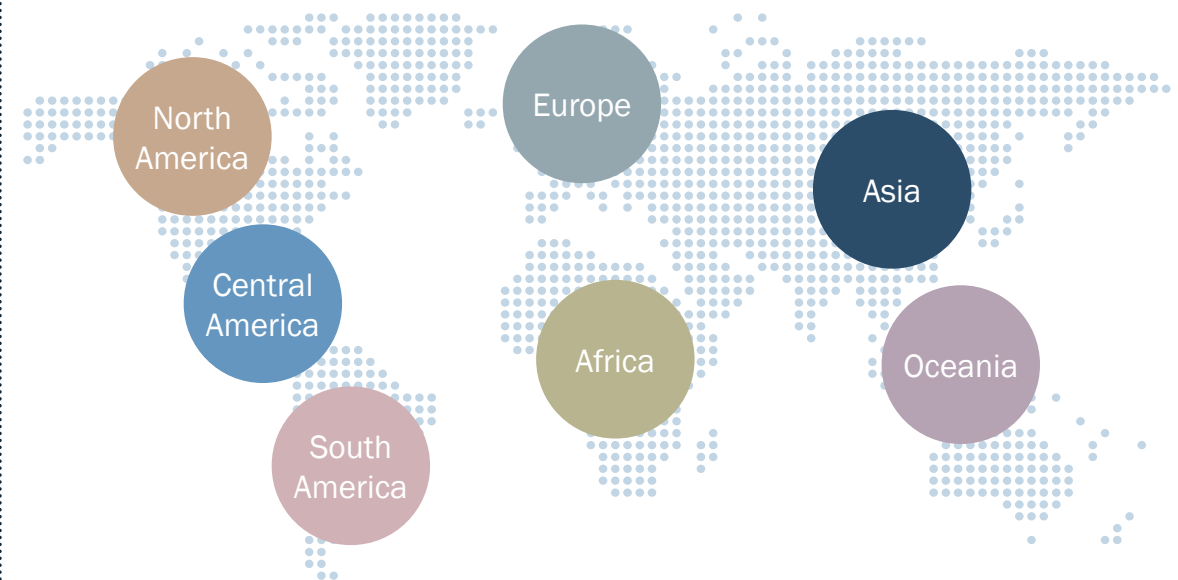 North
America
Europe
Asia
Central
America
Africa
Oceania
South
America